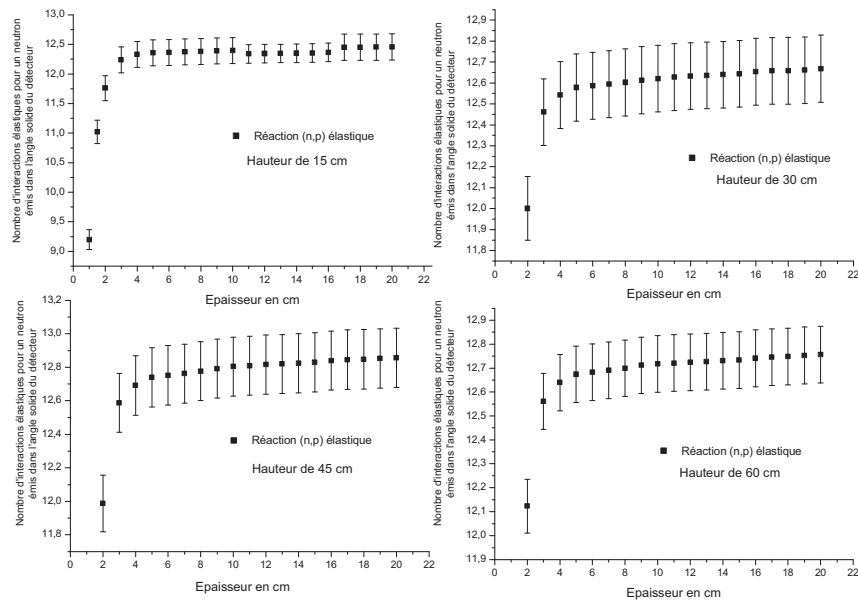 Nombre d'interactions élastiques pour un neutron
émis dans l'angle solide du détecteur
13,0
12,5
12,0
11,5
11,0
10,5
10,0
9,5
9,0
Réaction (n,p) élastique
Hauteur de 15 cm
0 2 4 6 8 10 12 14 16 18 20 22
Epaisseur en cm
Nombre d'interactions élastiques pour un neutron
émis dans l'angle solide du détecteur
12,9
12,8
12,7
12,6
12,5
12,4
12,3
12,2
12,1
12,0
11,9
11,8
Réaction (n,p) élastique
Hauteur de 30 cm
0 2 4 6 8 10 12 14 16 18 20 22
Epaisseur en cm
Nombre d'interactions élastiques pour un neutron
émis dans l'angle solide du détecteur
13,2
13,0
12,8
12,6
12,4
12,2
12,0
11,8
Réaction (n,p) élastique
Hauteur de 45 cm
0 2 4 6 8 10 12 14 16 18 20 22
Epaisseur en cm
Nombre d'interactions élastiques pour un neutron
émis dans l'angle solide du détecteur
12,9
12,8
12,7
12,6
12,5
12,4
12,3
12,2
12,1
12,0
11,9
Réaction (n,p) élastique
Hauteur de 60 cm
0 2 4 6 8 10 12 14 16 18 20 22
Epaisseur en cm